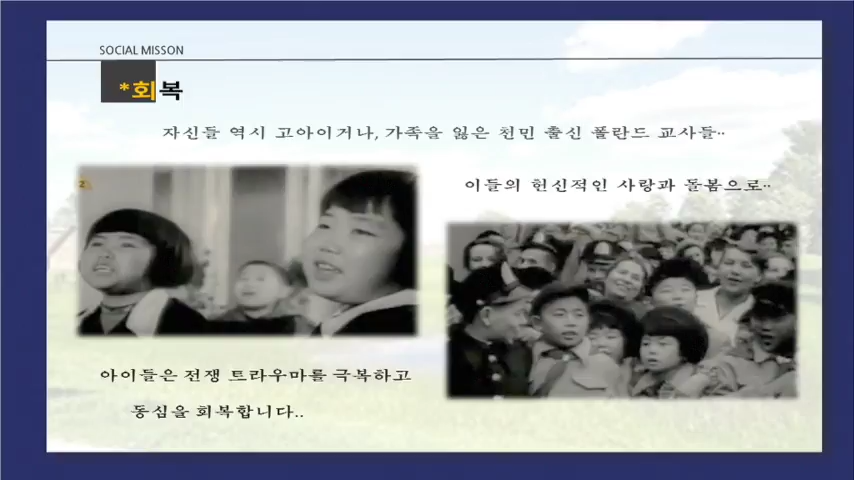 SOCIAL MISSON
*회복
자신들 역시 고아이거나, 가족을 잃은 천민 출신 폴란드 교사들..
이들의 헌신적인 사랑과 돌봄으로..
아이들은 전쟁 트라우마를 극복하고
동심을 회복합니다..